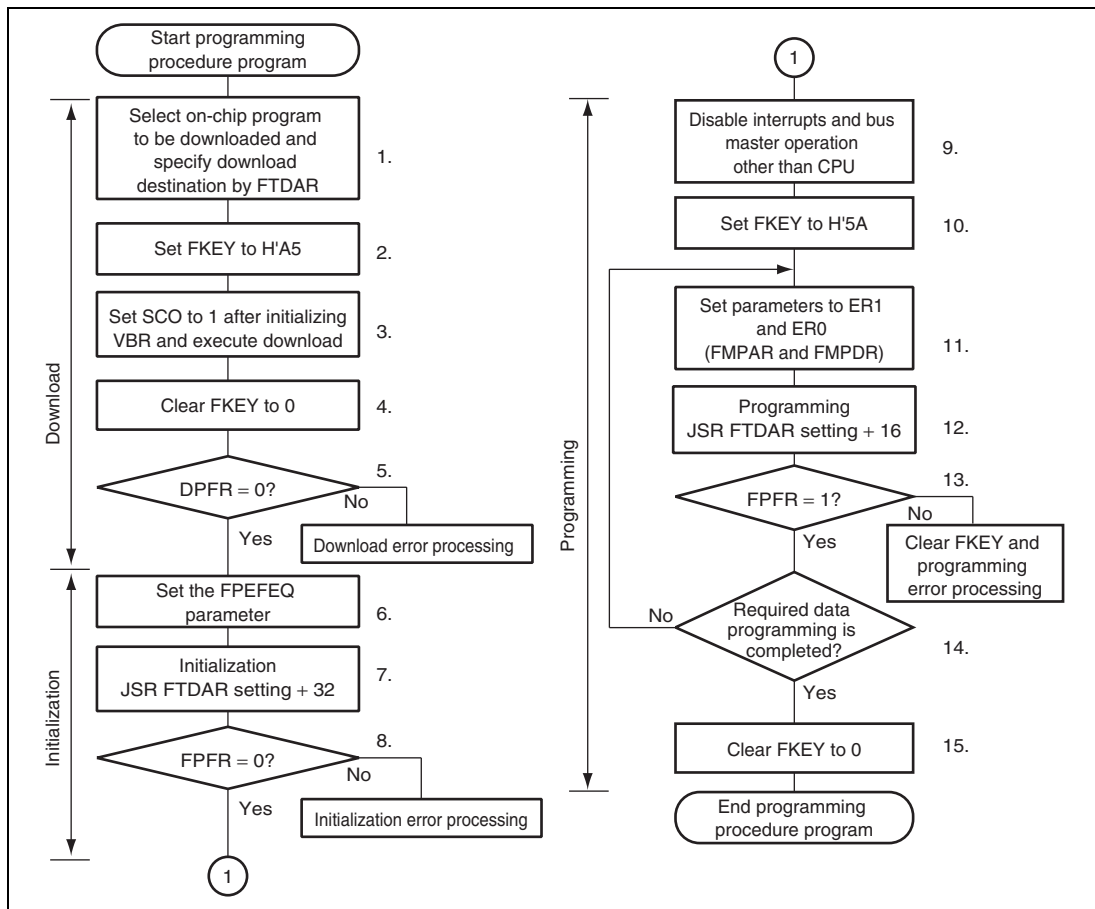 Start programming
procedure program
Download
Select on-chip program
to be downloaded and
specify download
destination by FTDAR
1.
Set FKEY to H'A5
2.
Set SCO to 1 after initializing
VBR and execute download
3.
Clear FKEY to 0
4.
DPFR = 0?
5.
No
Yes
Download error processing
Initialization
Set the FPEFEQ
parameter
6.
Initialization
JSR FTDAR setting + 32
7.
FPFR = 0?
8.
No
Yes
Initialization error processing
1
1
Programming
Disable interrupts and bus
master operation
other than CPU
9.
Set FKEY to H'5A
10.
Set parameters to ER1
and ER0
(FMPAR and FMPDR)
11.
Programming
JSR FTDAR setting + 16
12.
FPFR = 1?
13.
No
Yes
Clear FKEY and
programming
error processing
Required data
programming is
completed?
14.
No
Yes
Clear FKEY to 0
15.
End programming
procedure program